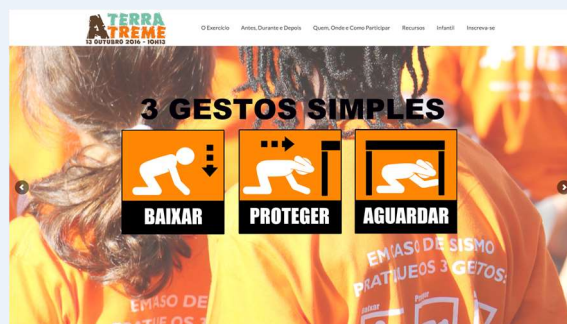 A TERRA
TREME
13 OUTUBRO 2016 - 10H13
O Exercício
Antes, Durante e Depois
Quem, Onde e Como Participar
Recursos
Infantil
Inscreva-se
3 GESTOS SIMPLES
BAIXAR
PROTEGER
AGUARDAR
EM CASO DE SISMO
PRATIQUE OS 3 GESTOS: